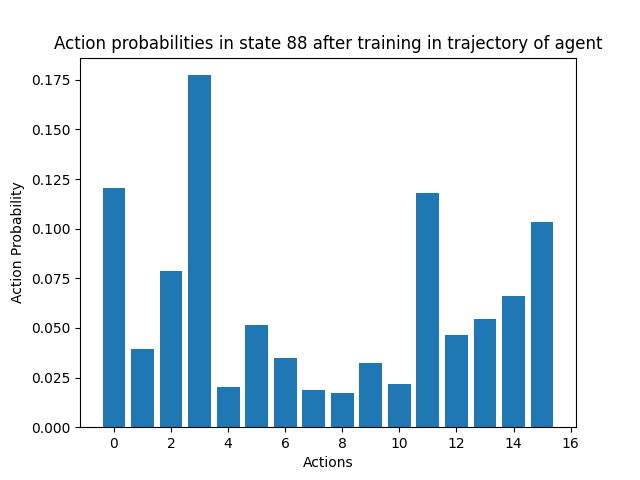 Action probabilities in state 88 after training in trajectory of agent
0.175
0.150
0.125
0.100
0.075
0.050
0.025
0.000
Action Probability
0 2 4 6 8 10 12 14 16
Actions